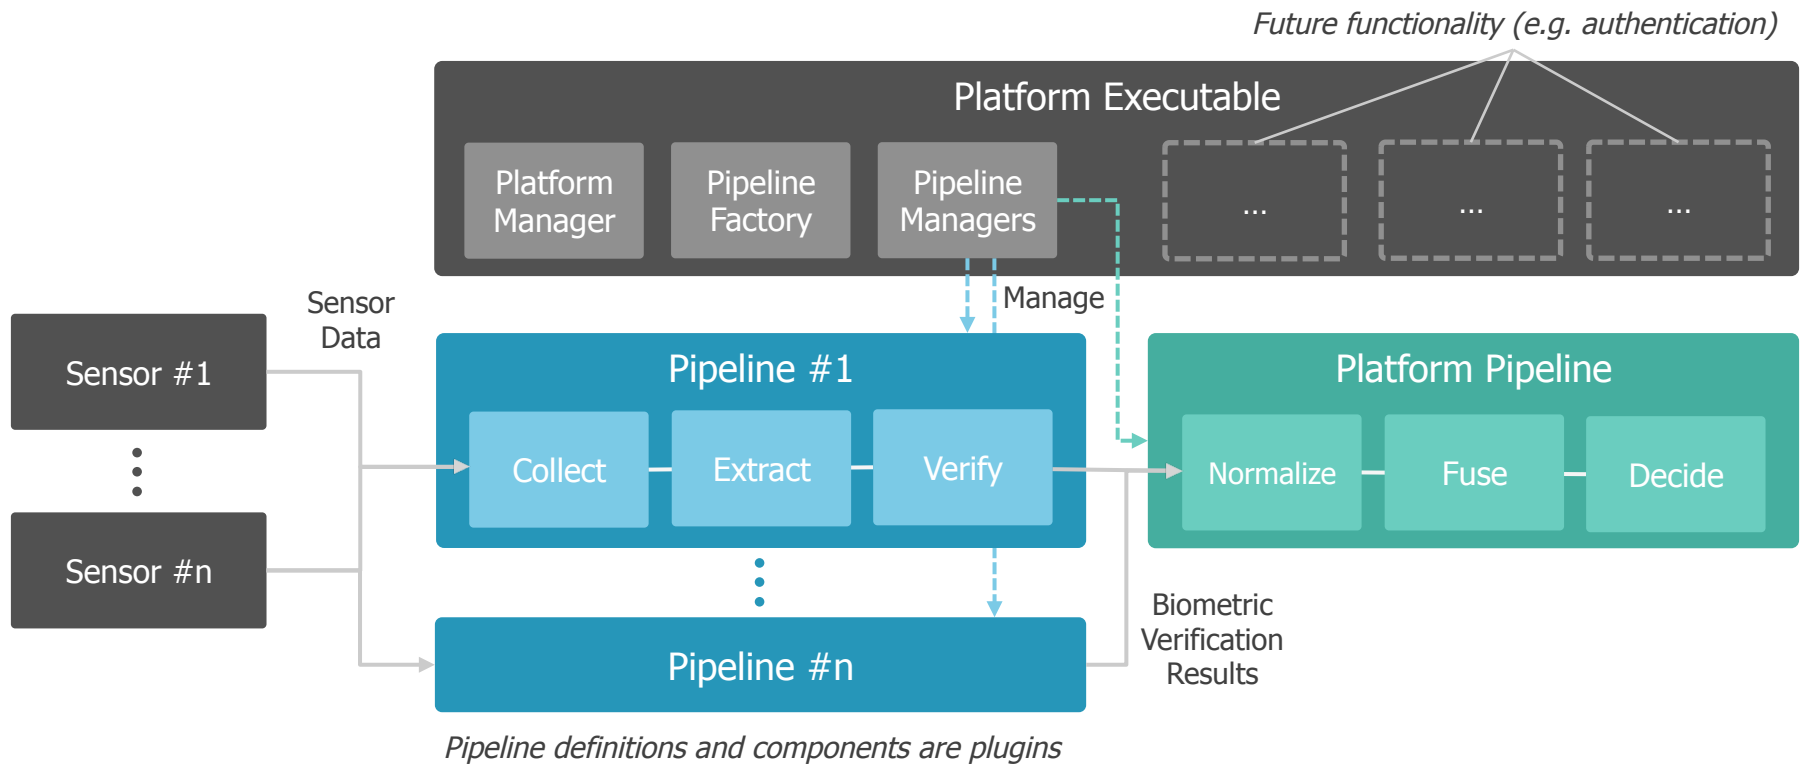 Future functionality (e.g. authentication)
Platform Executable
Platform
Manager
Pipeline
Factory
Pipeline
Managers
...
...
...
Manage
Sensor
Data
Sensor #1
Sensor #n
Pipeline #1
Collect
Extract
Verify
Platform Pipeline
Normalize
Fuse
Decide
Pipeline #n
Biometric
Verification
Results
Pipeline definitions and components are plugins